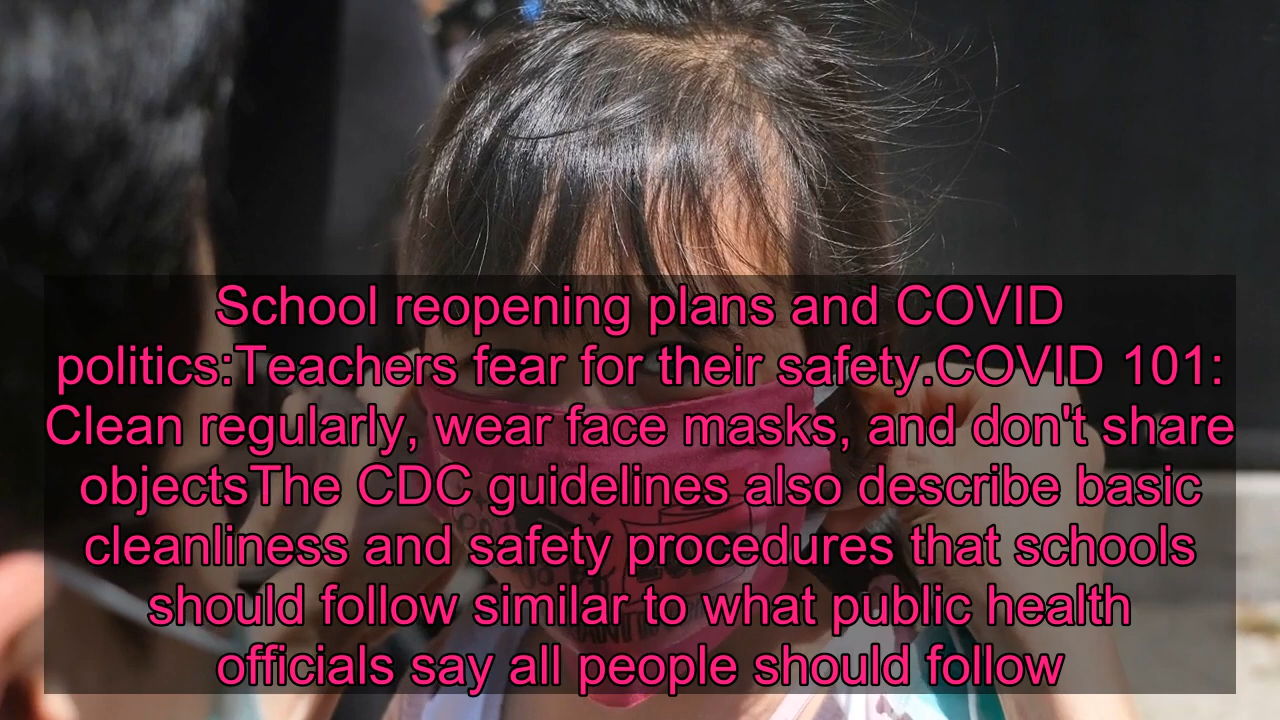 School reopening plans and COVID
politics:Teachers fear for their safety.COVID 101:
Clean regularly, wear face masks, and don't share
objectsThe CDC guidelines also describe basic
cleanliness and safety procedures that schools
should follow similar to what public health
officials say all people should follow